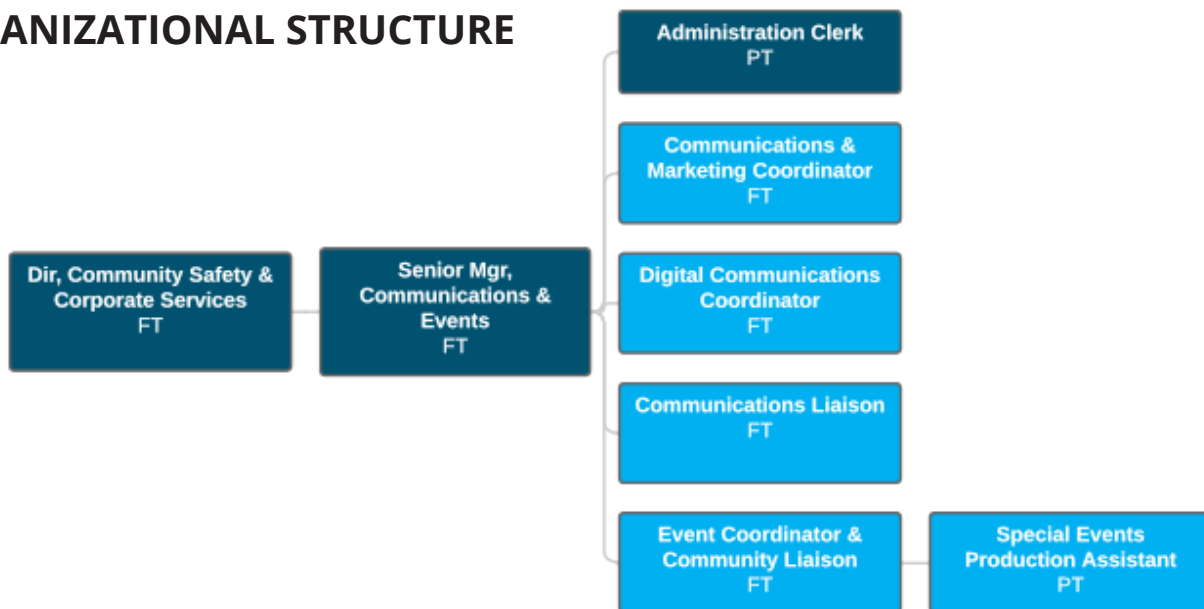 ANIZATIONAL STRUCTURE
Administration Clerk
PT
Communications &
Marketing Coordinator
FT
Dir, Community Safety &
Corporate Services
FT
Senior Mgr,
Communications &
Events
FT
Digital Communications
Coordinator
FT
Communications Liaison
FT
Event Coordinator &
Community Liaison
FT
Special Events
Production Assistant
PT